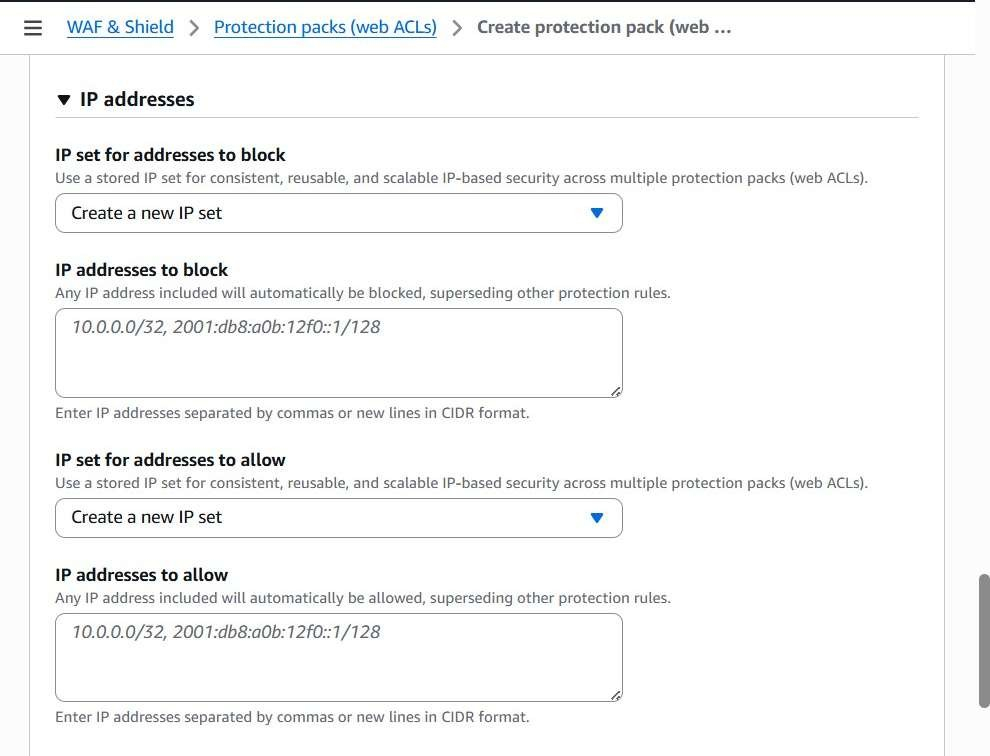 WAF & Shield > Protection packs (web ACLs) > Create protection pack (web ...
IP addresses
IP set for addresses to block
Use a stored IP set for consistent, reusable, and scalable IP-based security across multiple protection packs (web ACLs).
Create a new IP set
IP addresses to block
Any IP address included will automatically be blocked, superseding other protection rules.
10.0.0.0/32, 2001:db8:a0b:12f0::1/128
Enter IP addresses separated by commas or new lines in CIDR format.
IP set for addresses to allow
Use a stored IP set for consistent, reusable, and scalable IP-based security across multiple protection packs (web ACLs).
Create a new IP set
IP addresses to allow
Any IP address included will automatically be allowed, superseding other protection rules.
10.0.0.0/32, 2001:db8:a0b:12f0::1/128
Enter IP addresses separated by commas or new lines in CIDR format.